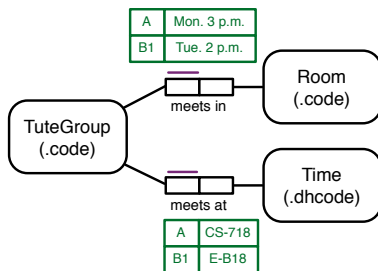 A Mon. 3 p.m.
B1 Tue. 2 p.m.
Room
(.code)
meets in
TuteGroup
(.code)
Time
(.dhcode)
meets at
A CS-718
B1 E-B18